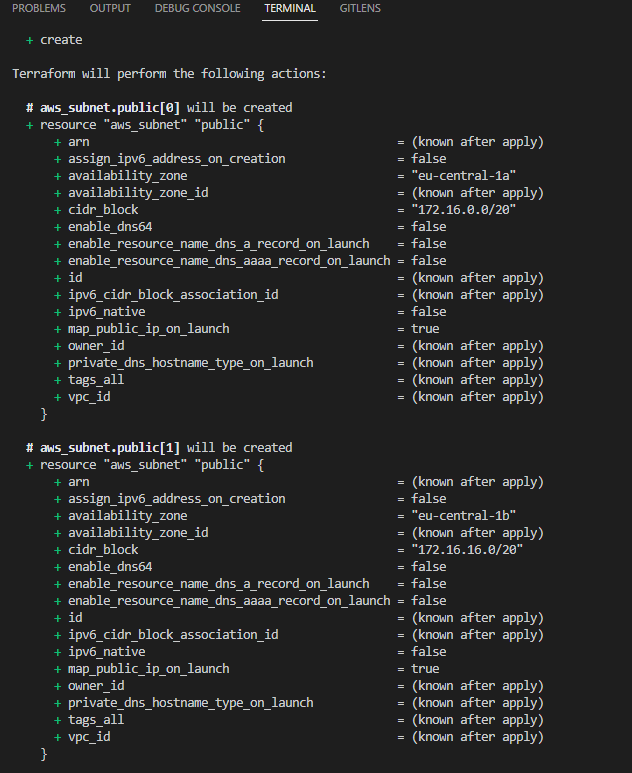 PROBLEMS OUTPUT DEBUG CONSOLE TERMINAL GITLENS
+ create
Terraform will perform the following actions:
# aws_subnet.public[0] will be created
+ resource "aws_subnet" "public" {
+ arn = (known after apply)
+ assign_ipv6_address_on_creation = false
+ availability_zone = "eu-central-1a"
+ availability_zone_id = (known after apply)
+ cidr_block = "172.16.0.0/20"
+ enable_dns64 = false
+ enable_resource_name_dns_a_record_on_launch = false
+ enable_resource_name_dns_aaaa_record_on_launch = false
+ id = (known after apply)
+ ipv6_cidr_block_association_id = (known after apply)
+ ipv6_native = false
+ map_public_ip_on_launch = true
+ owner_id = (known after apply)
+ private_dns_hostname_type_on_launch = (known after apply)
+ tags_all = (known after apply)
+ vpc_id = (known after apply)
}
# aws_subnet.public[1] will be created
+ resource "aws_subnet" "public" {
+ arn = (known after apply)
+ assign_ipv6_address_on_creation = false
+ availability_zone = "eu-central-1b"
+ availability_zone_id = (known after apply)
+ cidr_block = "172.16.16.0/20"
+ enable_dns64 = false
+ enable_resource_name_dns_a_record_on_launch = false
+ enable_resource_name_dns_aaaa_record_on_launch = false
+ id = (known after apply)
+ ipv6_cidr_block_association_id = (known after apply)
+ ipv6_native = false
+ map_public_ip_on_launch = true
+ owner_id = (known after apply)
+ private_dns_hostname_type_on_launch = (known after apply)
+ tags_all = (known after apply)
+ vpc_id = (known after apply)
}